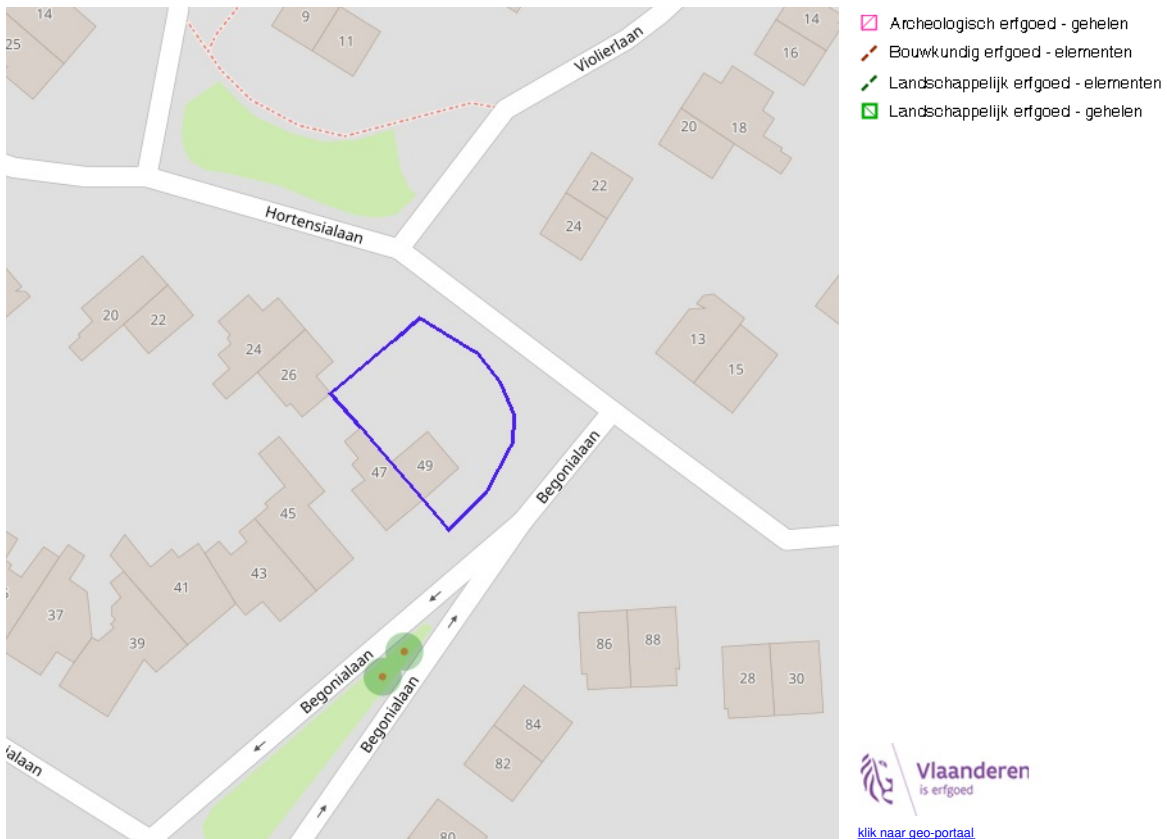 14
25
9
11
Violierlaan
14
16
20
18
22
24
Hortensialaan
20
22
24
26
13
15
47
49
Begonialaan
45
43
41
37
39
Begonialaan
Begonialaan
86
88
28
30
84
82
ialaan
80
Archeologisch erfgoed - gehelen
Bouwkundig erfgoed - elementen
Landschappelijk erfgoed - elementen
Landschappelijk erfgoed - gehelen
Vlaanderen
is erfgoed
klik naar geo-portaal